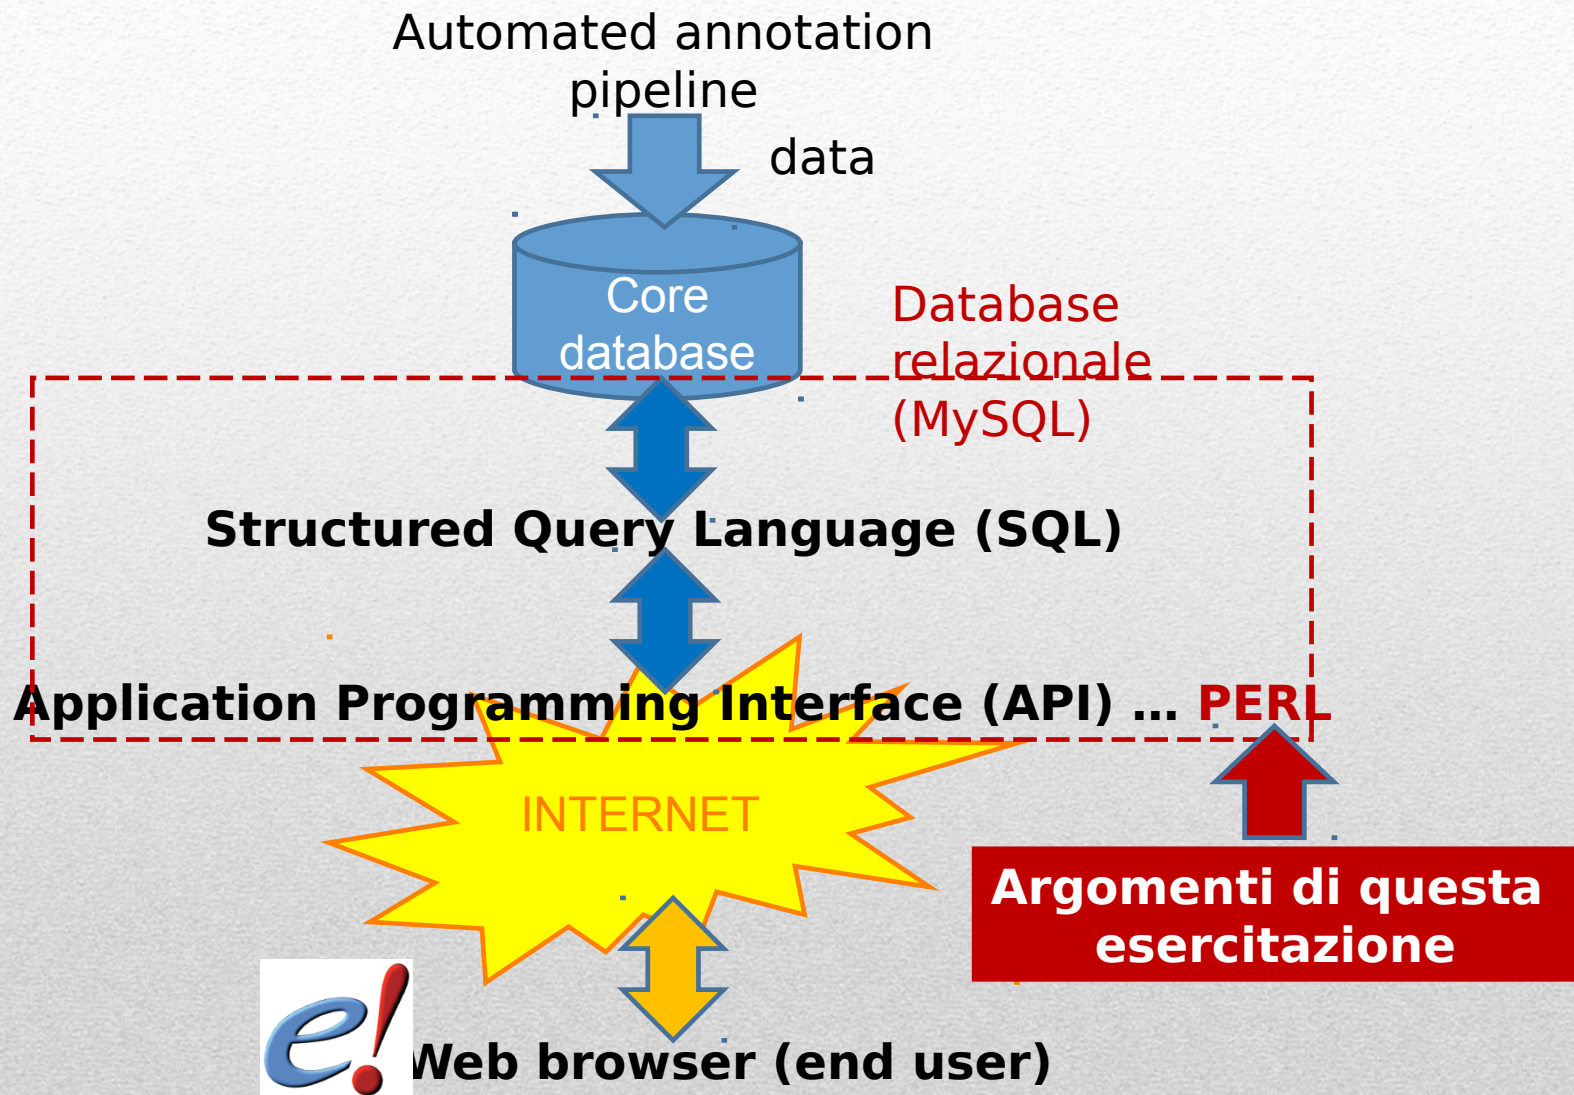 Automated annotation
pipeline
data
Core
database
Database
relazionale
(MySQL)
Structured Query Language (SQL)
Application Programming Interface (API) ... PERL
INTERNET
Argomenti di questa
esercitazione
e!
Web browser (end user)